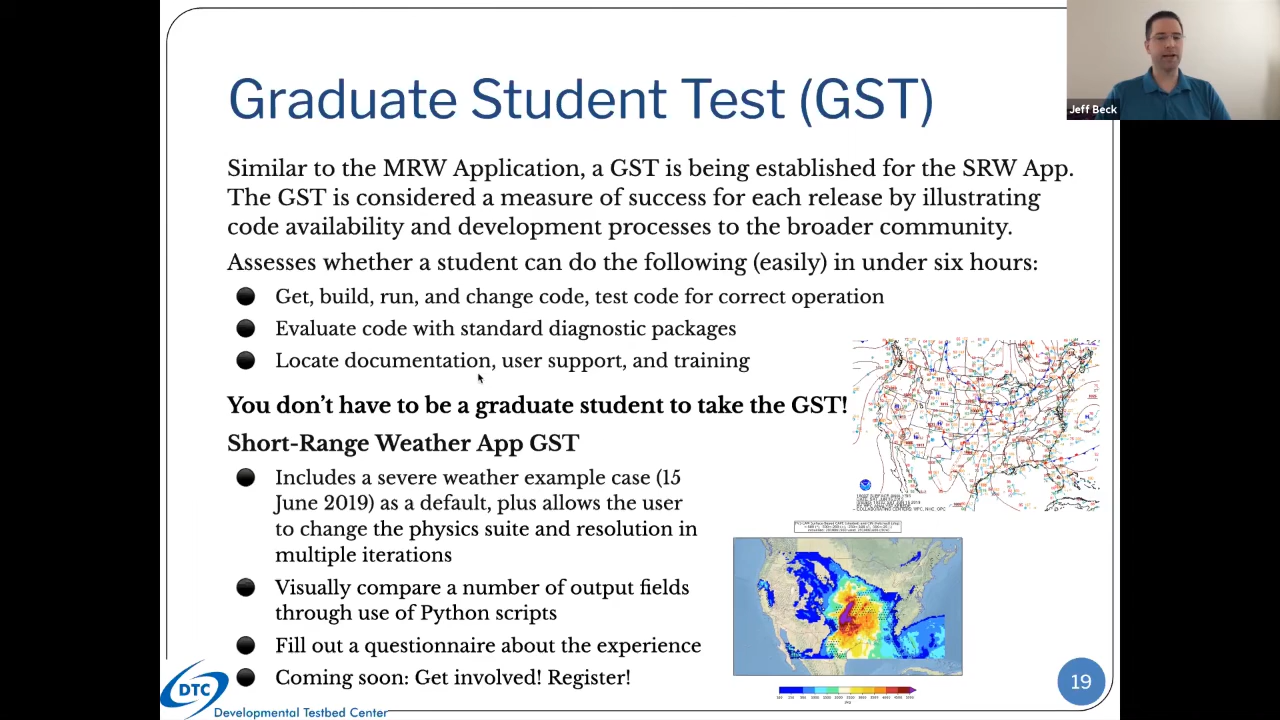 Graduate Student Test (GST)
Jeff Beck
Similar to the MRW Application, a GST is being established for the SRW App.
The GST is considered a measure of success for each release by illustrating
code availability and development processes to the broader community.
Assesses whether a student can do the following (easily) in under six hours:
Get, build, run, and change code, test code for correct operation
Evaluate code with standard diagnostic packages
Locate documentation, user support, and training
You don’t have to be a graduate student to take the GST!
Short-Range Weather App GST
Includes a severe weather example case (15
June 2019) as a default, plus allows the user
to change the physics suite and resolution in
multiple iterations
Visually compare a number of output fields
through use of Python scripts
Fill out a questionnaire about the experience
Coming soon: Get involved! Register!
DTC
Developmental Testbed Center
19